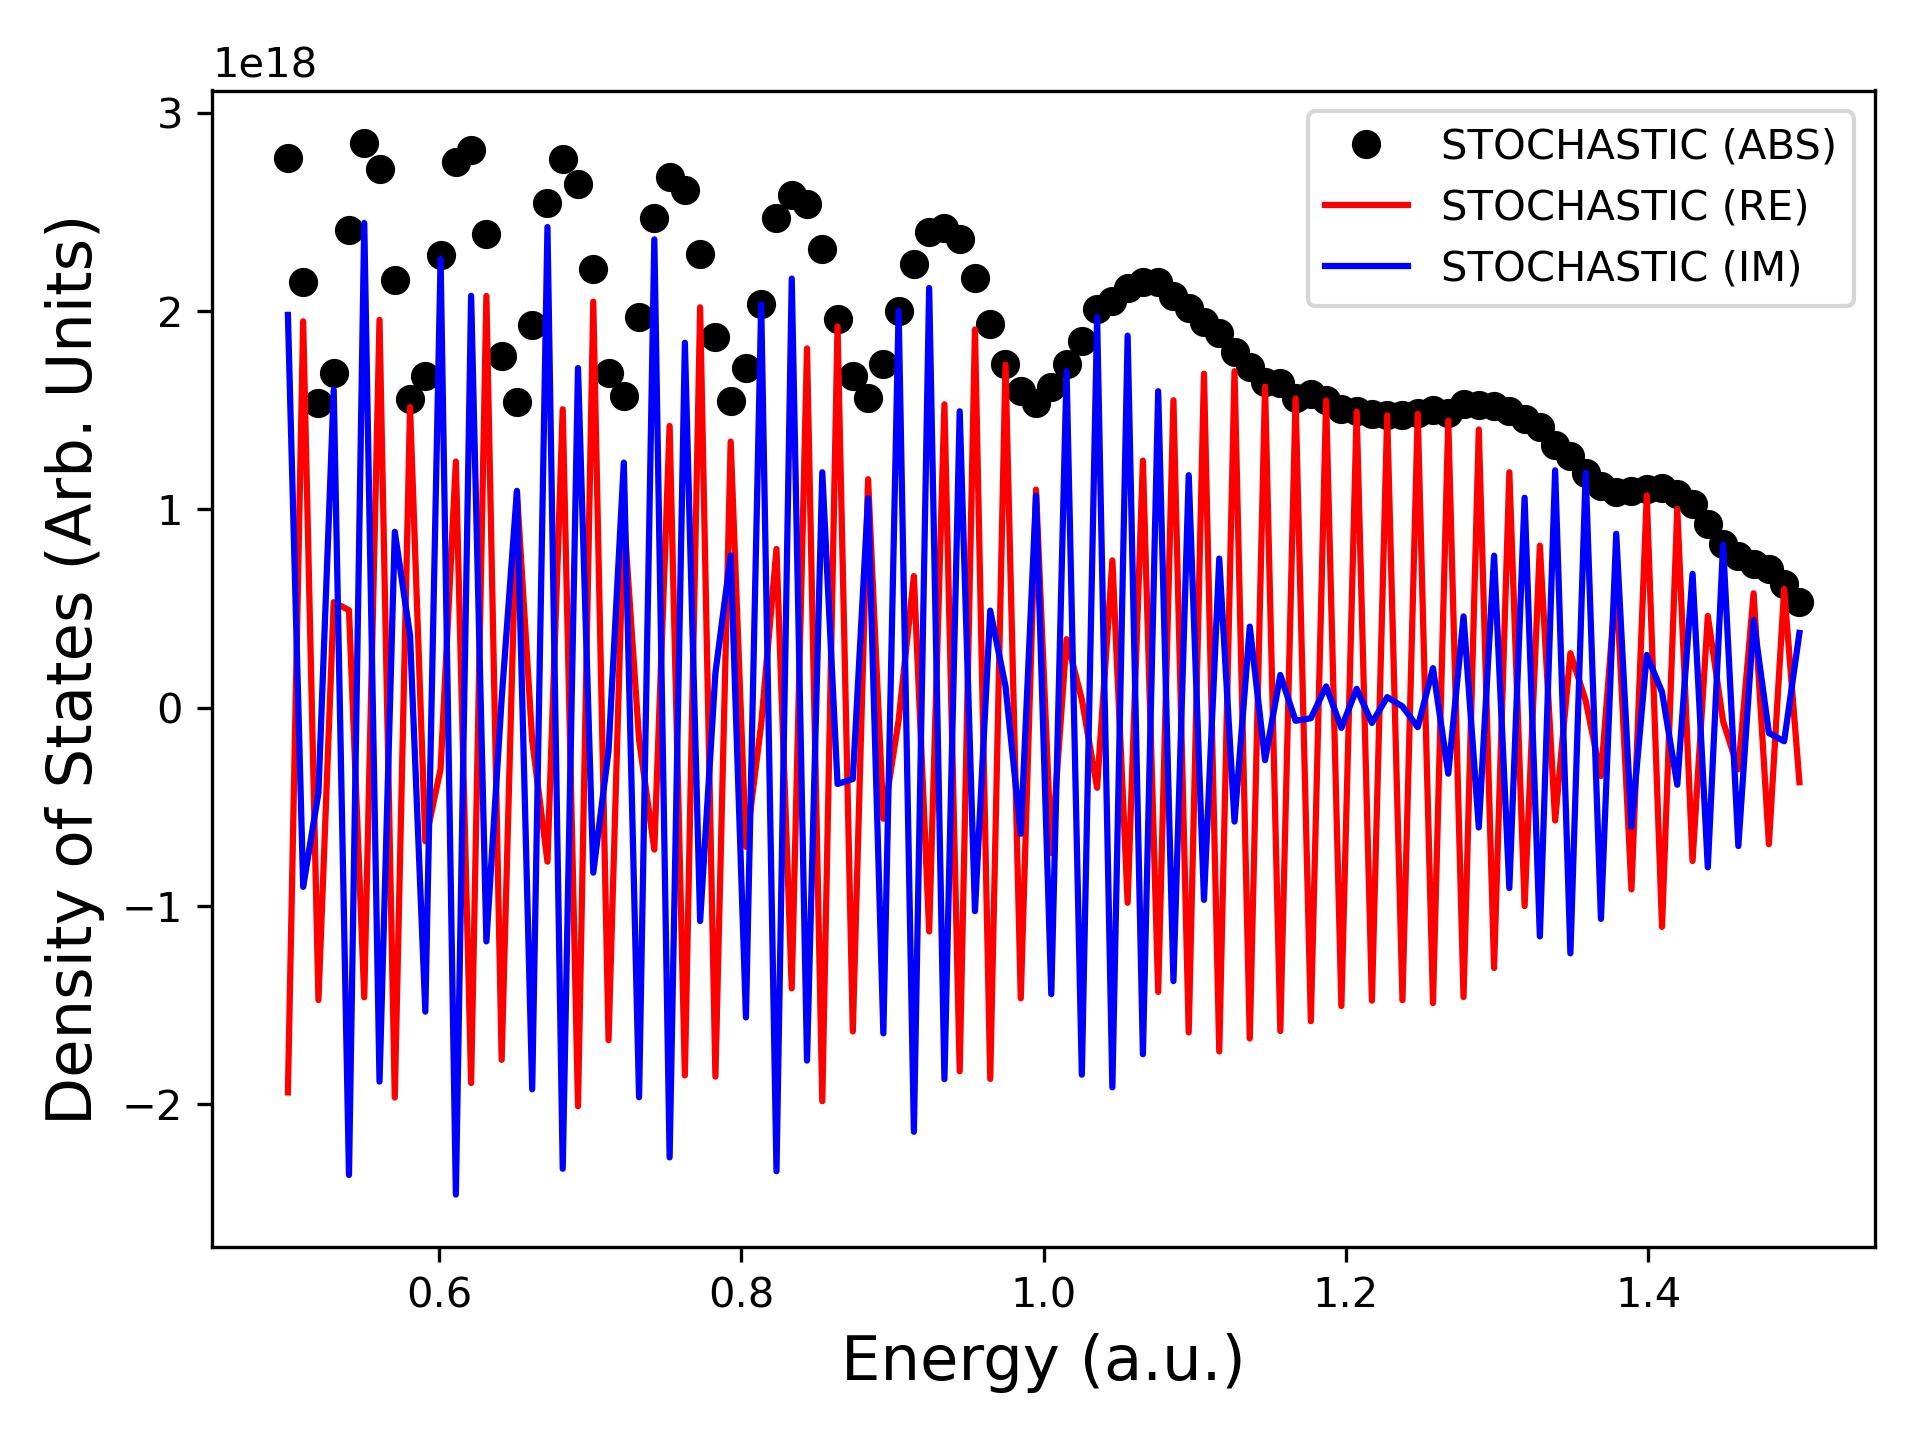 1e18
3
2
1
0
−1
−2
0.6 0.8 1.0 1.2 1.4
Density of States (Arb. Units)
Energy (a.u.)
STOCHASTIC (ABS)
STOCHASTIC (RE)
STOCHASTIC (IM)